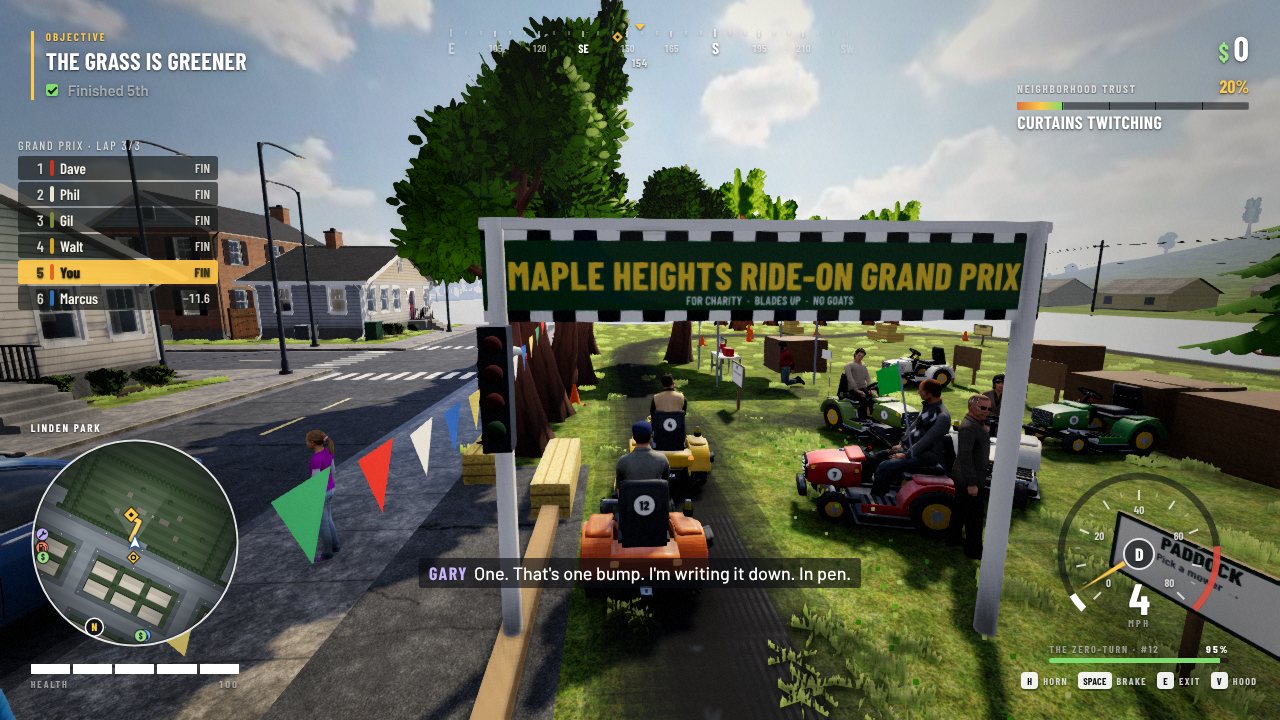 OBJECTIVE
THE GRASS IS GREENER
Finished 5th
GRAND PRIX · LAP 3/3
1 Dave FIN
2 Phil FIN
3 Gil FIN
4 Walt FIN
5 You FIN
6 Marcus -11.6
E 105 120 SE 150 165 S 195 210 SW
154
$0
NEIGHBORHOOD TRUST 20%
CURTAINS TWITCHING
MAPLE HEIGHTS RIDE-ON GRAND PRIX
FOR CHARITY · BLADES UP · NO GOATS
4
12
7
LINDEN PARK
N
HEALTH 100
GARY One. That's one bump. I'm writing it down. In pen.
PADDOCK
Pick a mower
0 20 40 60 80
D
4
MPH
THE ZERO-TURN · #12 95%
H HORN SPACE BRAKE E EXIT V HOOD